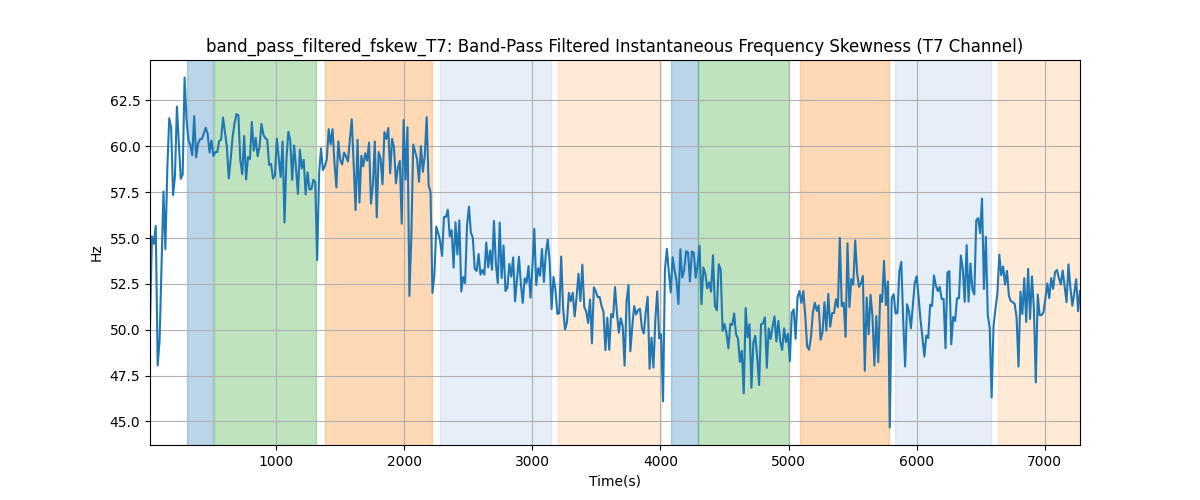 band_pass_filtered_fskew_T7: Band-Pass Filtered Instantaneous Frequency Skewness (T7 Channel)
62.5
60.0
57.5
55.0
52.5
50.0
47.5
45.0
Hz
1000 2000 3000 4000 5000 6000 7000
Time(s)